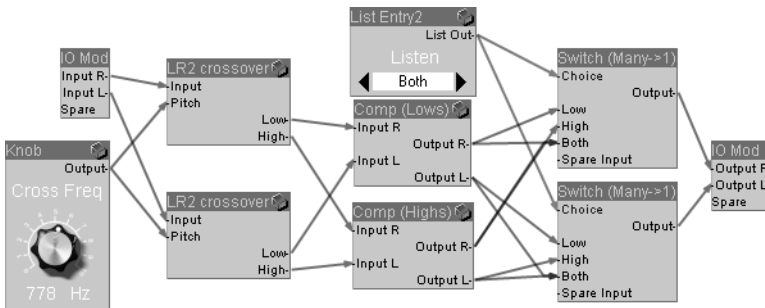 IO Mod
Input R
Input L
Spare
Knob
Output
Cross Freq
778 Hz
LR2 crossover
Input
Pitch
Low
High
LR2 crossover
Input
Pitch
Low
High
List Entry2
List Out
Listen
Both
Comp (Lows)
Input R
Output R
Input L
Output L
Comp (Highs)
Input R
Output R
Input L
Output L
Switch (Many->1)
Choice
Output
Low
High
Both
Spare Input
Switch (Many->1)
Choice
Output
Low
High
Both
Spare Input
IO Mod
Output R
Output L
Spare